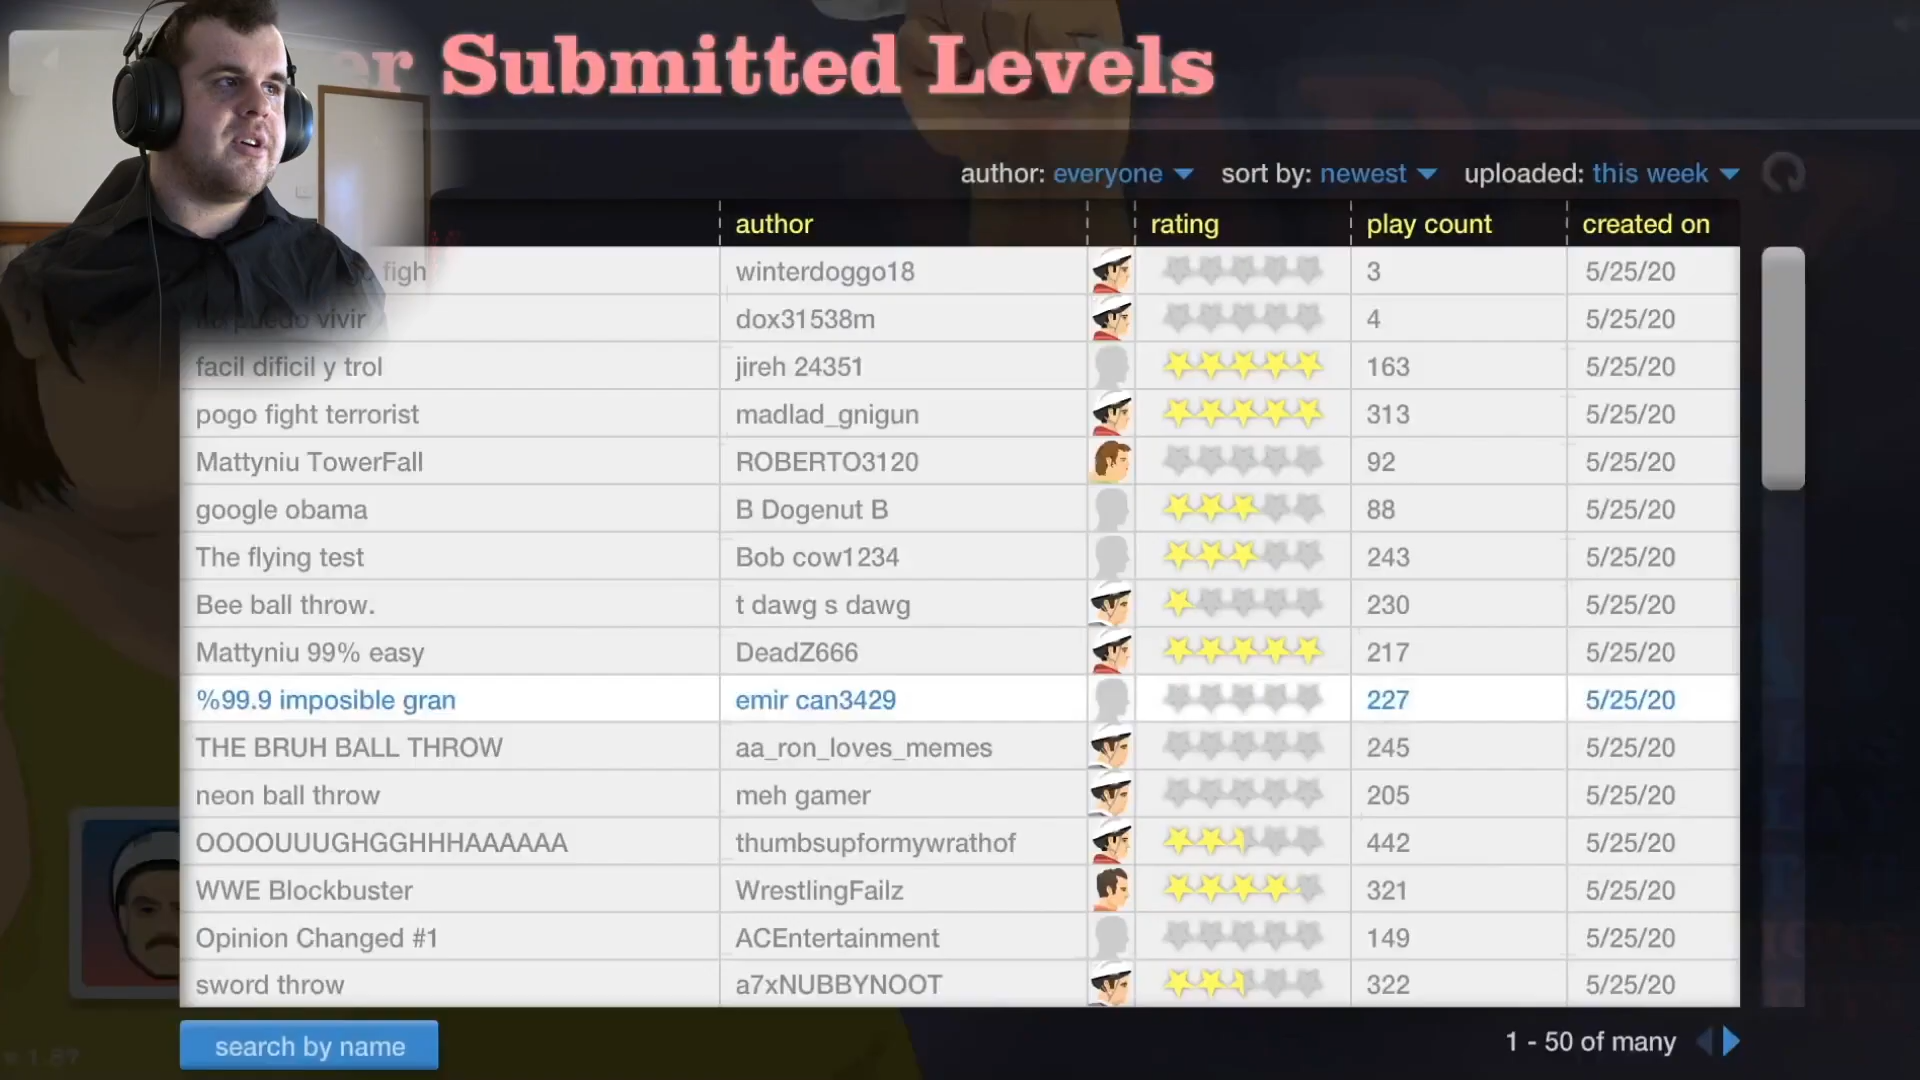 er Submitted Levels
author: everyone sort by: newest uploaded: this week
author rating play count created on
figh winterdoggo18 3 5/25/20
puedo vivir dox31538m 4 5/25/20
facil dificil y trol jireh 24351 163 5/25/20
pogo fight terrorist madlad_gnigun 313 5/25/20
Mattyniu TowerFall ROBERTO3120 92 5/25/20
google obama B Dogenut B 88 5/25/20
The flying test Bob cow1234 243 5/25/20
Bee ball throw. t dawg s dawg 230 5/25/20
Mattyniu 99% easy DeadZ666 217 5/25/20
%99.9 imposible gran emir can3429 227 5/25/20
THE BRUH BALL THROW aa_ron_loves_memes 245 5/25/20
neon ball throw meh gamer 205 5/25/20
OOOOUUUGHGGHHHAAAAAA thumbsupformywrathof 442 5/25/20
WWE Blockbuster WrestlingFailz 321 5/25/20
Opinion Changed #1 ACEntertainment 149 5/25/20
sword throw a7xNUBBYNOOT 322 5/25/20
search by name 1 - 50 of many
v 1.87